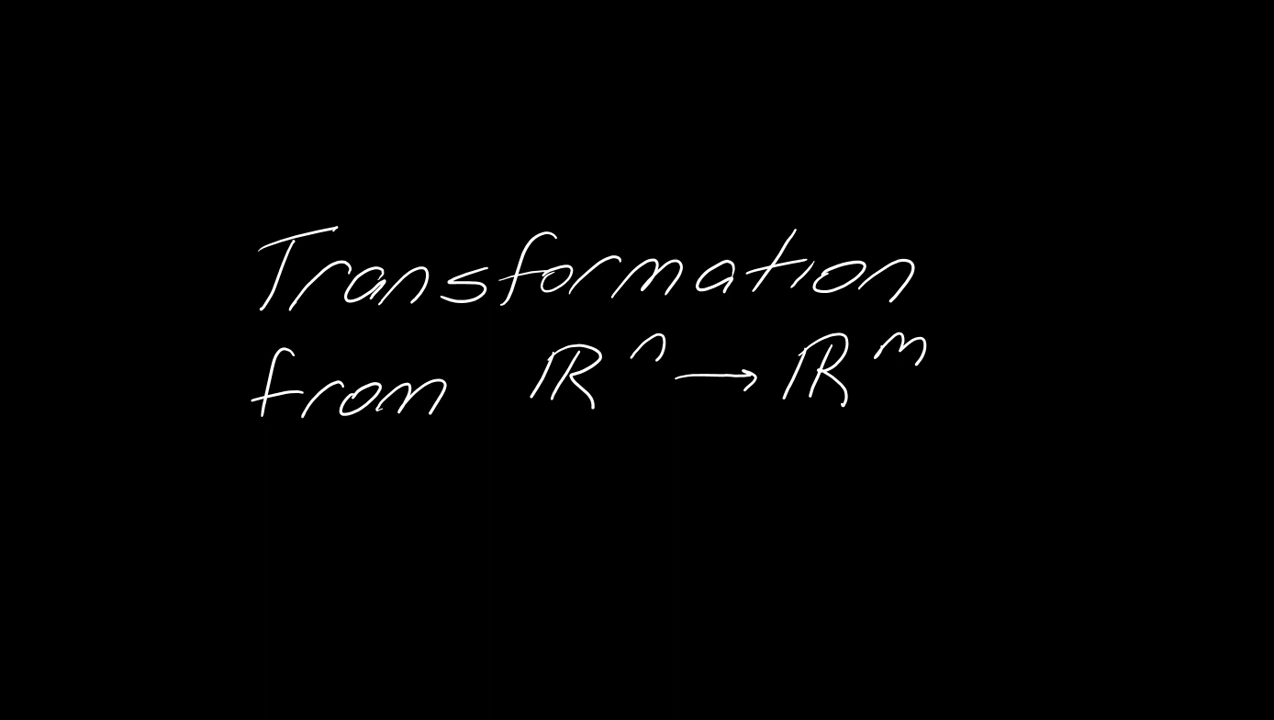 Transformation
from ℝⁿ → ℝᵐ